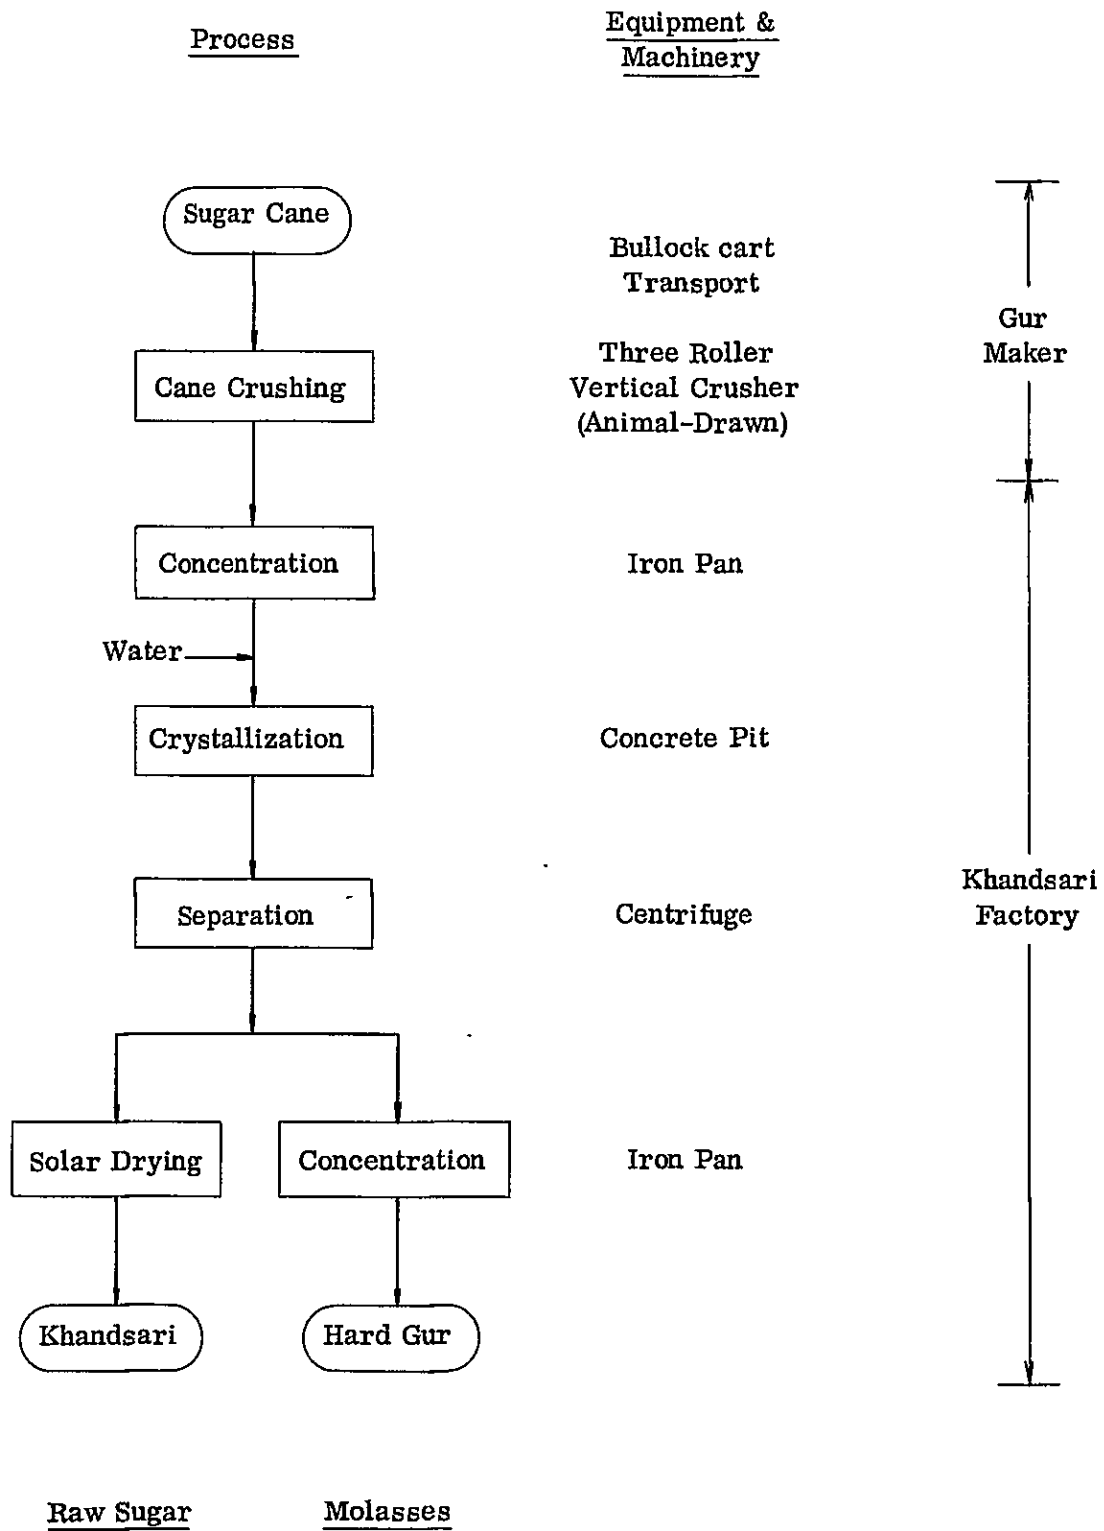 Process
Equipment &
Machinery
Sugar Cane
Bullock cart
Transport
Gur
Maker
Cane Crushing
Three Roller
Vertical Crusher
(Animal-Drawn)
Concentration
Iron Pan
Water
Crystallization
Concrete Pit
Separation
Centrifuge
Khandsari
Factory
Solar Drying
Concentration
Iron Pan
Khandsari
Hard Gur
Raw Sugar
Molasses